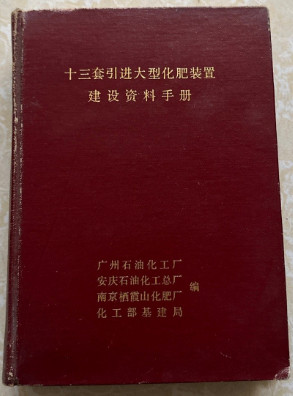 十三套引进大型化肥装置
建设资料手册
广州石油化工厂
安庆石油化工总厂
南京栖霞山化肥厂
化工部基建局
编